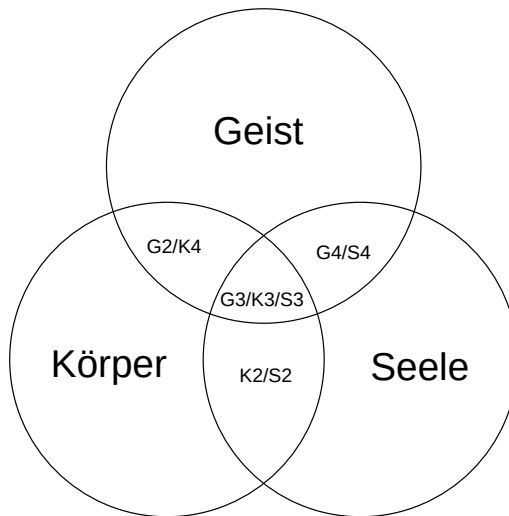 Geist
G2/K4
G4/S4
G3/K3/S3
Körper
Seele
K2/S2